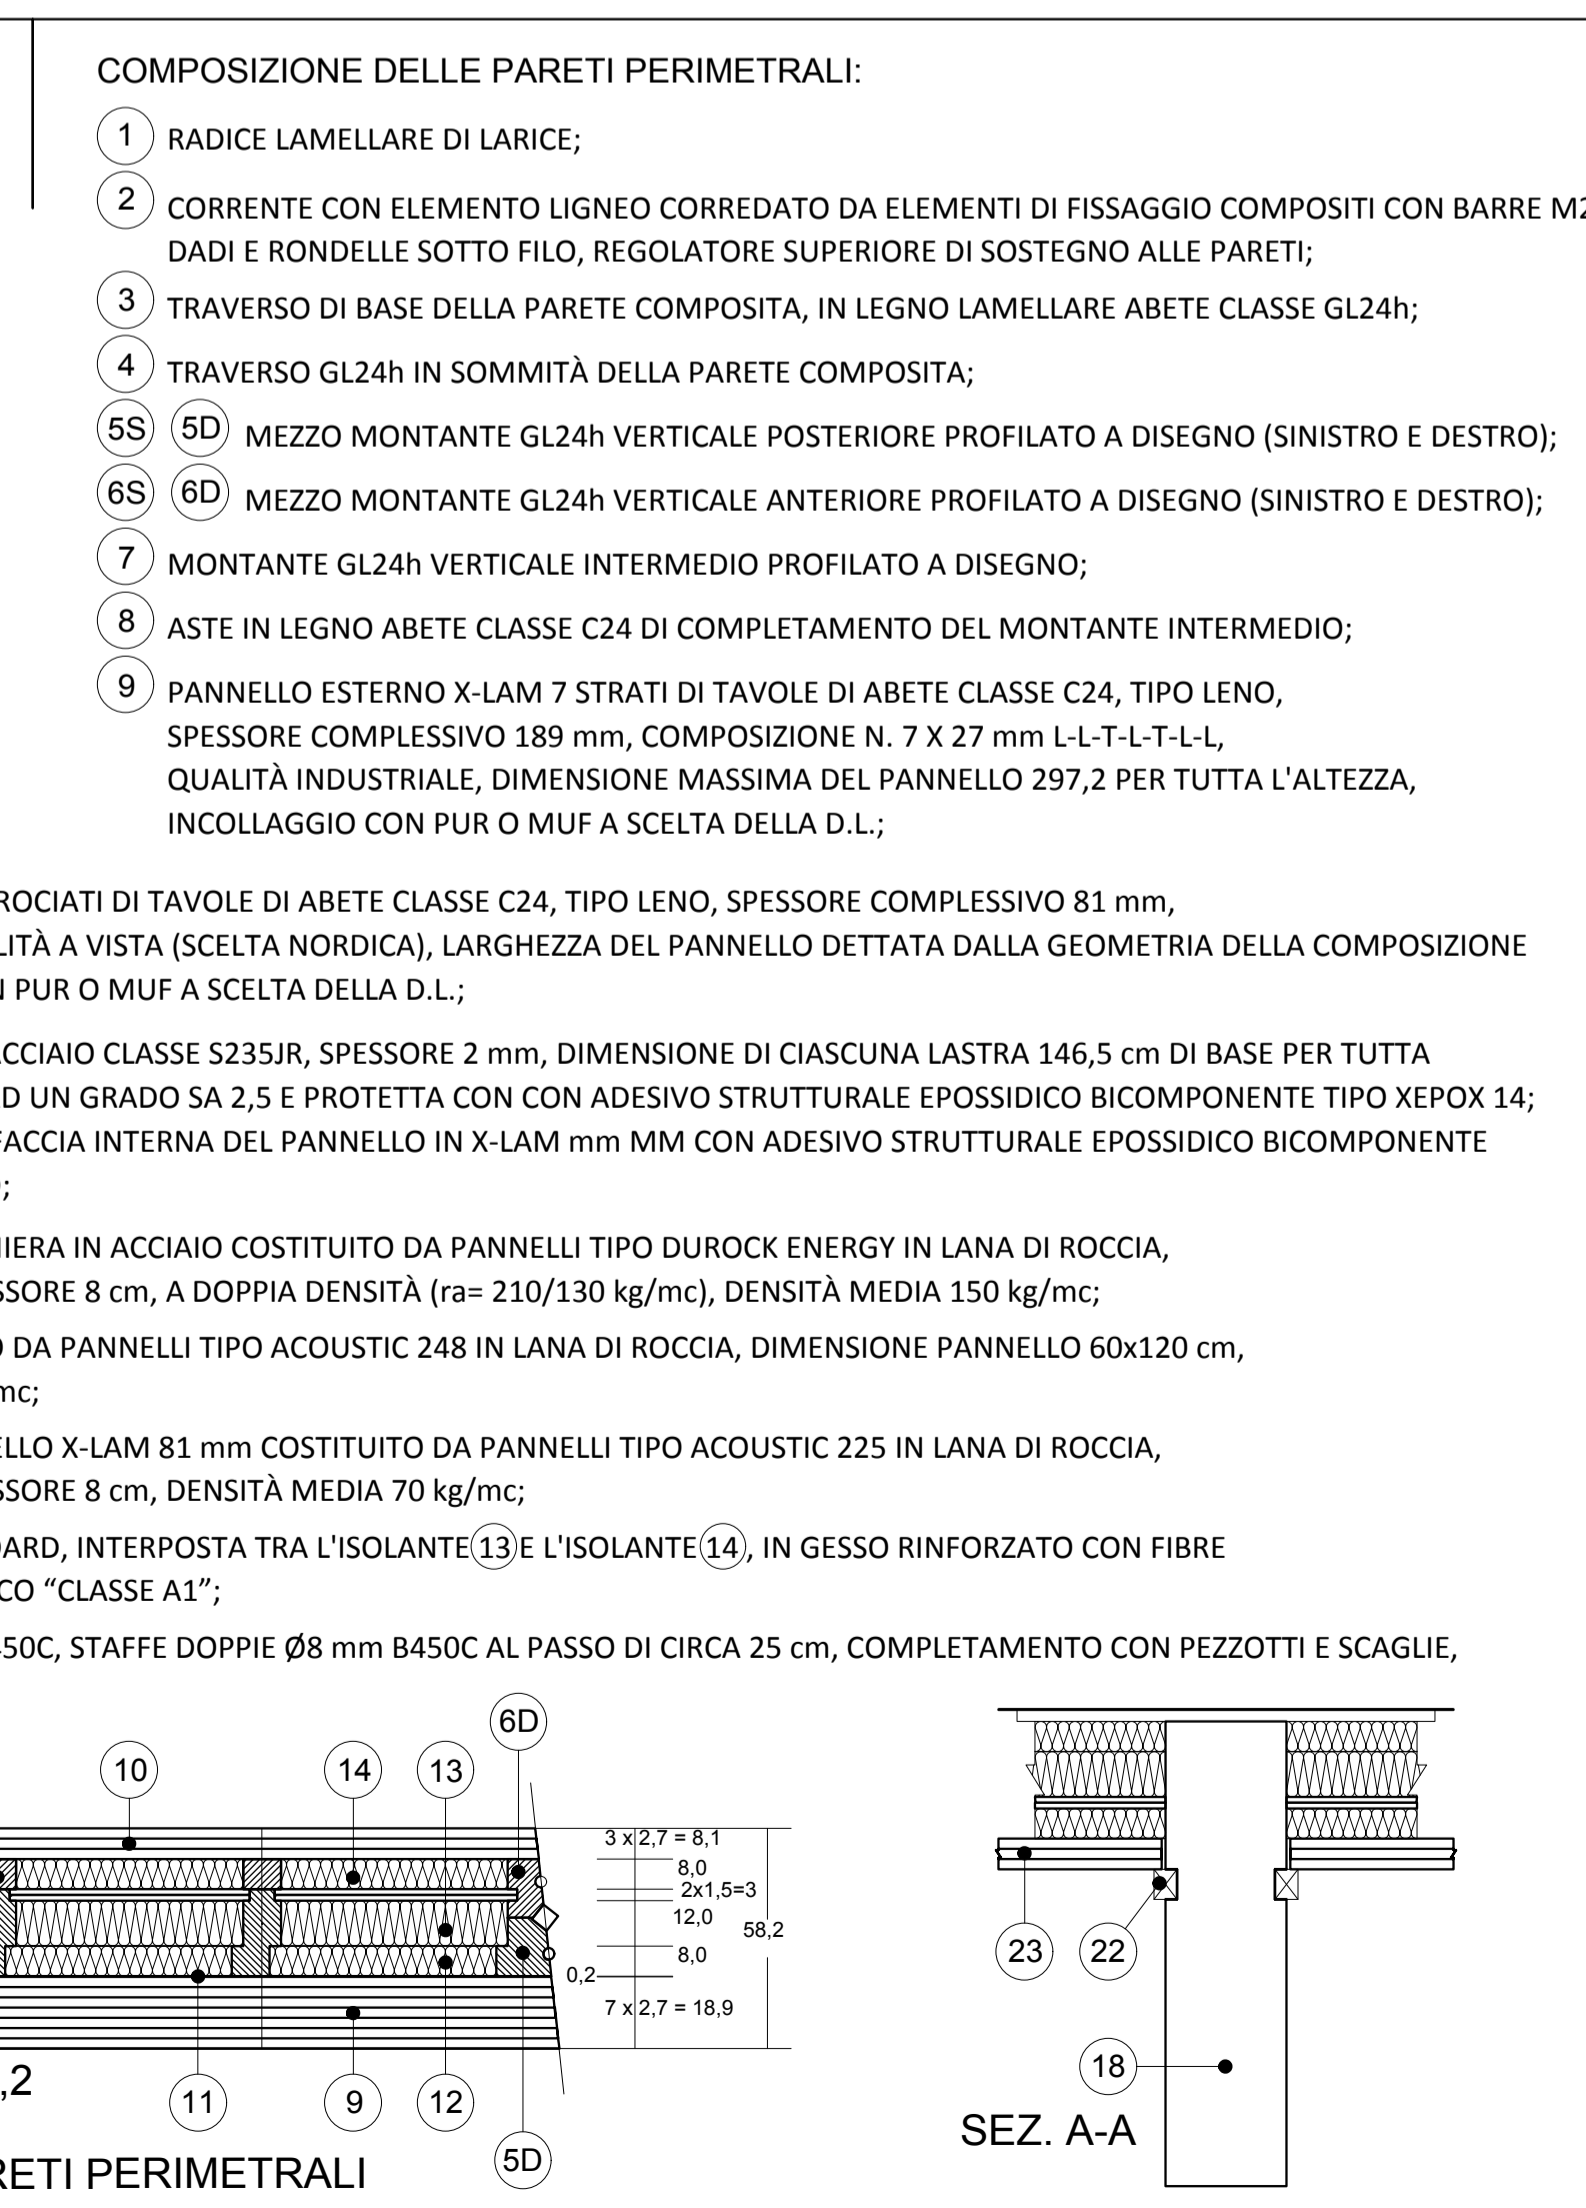 COMPOSIZIONE DELLE PARETI PERIMETRALI:
1 RADICE LAMELLARE DI LARICE;
2 CORRENTE CON ELEMENTO LIGNEO CORREDATO DA ELEMENTI DI FISSAGGIO COMPOSITI CON BARRE M2
DADI E RONDELLE SOTTO FILO, REGOLATORE SUPERIORE DI SOSTEGNO ALLE PARETI;
3 TRAVERSO DI BASE DELLA PARETE COMPOSITA, IN LEGNO LAMELLARE ABETE CLASSE GL24h;
4 TRAVERSO GL24h IN SOMMITÀ DELLA PARETE COMPOSITA;
5S 5D MEZZO MONTANTE GL24h VERTICALE POSTERIORE PROFILATO A DISEGNO (SINISTRO E DESTRO);
6S 6D MEZZO MONTANTE GL24h VERTICALE ANTERIORE PROFILATO A DISEGNO (SINISTRO E DESTRO);
7 MONTANTE GL24h VERTICALE INTERMEDIO PROFILATO A DISEGNO;
8 ASTE IN LEGNO ABETE CLASSE C24 DI COMPLETAMENTO DEL MONTANTE INTERMEDIO;
9 PANNELLO ESTERNO X-LAM 7 STRATI DI TAVOLE DI ABETE CLASSE C24, TIPO LENO,
SPESSORE COMPLESSIVO 189 mm, COMPOSIZIONE N. 7 X 27 mm L-L-T-L-T-L-L,
QUALITÀ INDUSTRIALE, DIMENSIONE MASSIMA DEL PANNELLO 297,2 PER TUTTA L'ALTEZZA,
INCOLLAGGIO CON PUR O MUF A SCELTA DELLA D.L.;
ROCIATI DI TAVOLE DI ABETE CLASSE C24, TIPO LENO, SPESSORE COMPLESSIVO 81 mm,
LITÀ A VISTA (SCELTA NORDICA), LARGHEZZA DEL PANNELLO DETTATA DALLA GEOMETRIA DELLA COMPOSIZIONE
N PUR O MUF A SCELTA DELLA D.L.;
ACCIAIO CLASSE S235JR, SPESSORE 2 mm, DIMENSIONE DI CIASCUNA LASTRA 146,5 cm DI BASE PER TUTTA
ED UN GRADO SA 2,5 E PROTETTA CON CON ADESIVO STRUTTURALE EPOSSIDICO BICOMPONENTE TIPO XEPOX 14;
FACCIA INTERNA DEL PANNELLO IN X-LAM mm MM CON ADESIVO STRUTTURALE EPOSSIDICO BICOMPONENTE
;
IERA IN ACCIAIO COSTITUITO DA PANNELLI TIPO DUROCK ENERGY IN LANA DI ROCCIA,
SSORE 8 cm, A DOPPIA DENSITÀ (ra= 210/130 kg/mc), DENSITÀ MEDIA 150 kg/mc;
O DA PANNELLI TIPO ACOUSTIC 248 IN LANA DI ROCCIA, DIMENSIONE PANNELLO 60x120 cm,
mc;
ELLO X-LAM 81 mm COSTITUITO DA PANNELLI TIPO ACOUSTIC 225 IN LANA DI ROCCIA,
SSORE 8 cm, DENSITÀ MEDIA 70 kg/mc;
OARD, INTERPOSTA TRA L'ISOLANTE 13 E L'ISOLANTE 14, IN GESSO RINFORZATO CON FIBRE
CO “CLASSE A1”;
450C, STAFFE DOPPIE Ø8 mm B450C AL PASSO DI CIRCA 25 cm, COMPLETAMENTO CON PEZZOTTI E SCAGLIE,
6D
10 14 13
3 x 2,7 = 8,1
8,0
2x1,5=3
12,0
58,2
8,0
0,2
7 x 2,7 = 18,9
23 22
18
,2
11 9 12
5D
SEZ. A-A
RETI PERIMETRALI